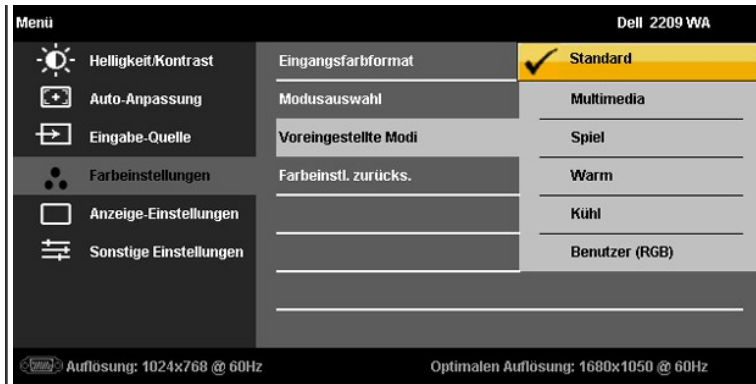 Menü Dell 2209 WA
Helligkeit/Kontrast Eingangsfarbformat Standard
Auto-Anpassung Modusauswahl Multimedia
Eingabe-Quelle Voreingestellte Modi Spiel
Farbeinstellungen Farbeinstl. zurücks. Warm
Anzeige-Einstellungen Kühl
Sonstige Einstellungen Benutzer (RGB)
Auflösung: 1024x768 @ 60Hz Optimalen Auflösung: 1680x1050 @ 60Hz